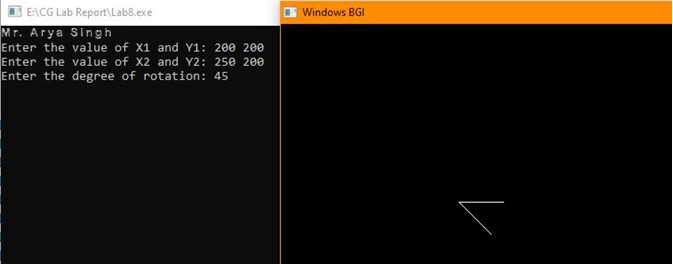 E:\CG Lab Report\Lab8.exe
Windows BGI
Mr. Arya Singh
Enter the value of X1 and Y1: 200 200
Enter the value of X2 and Y2: 250 200
Enter the degree of rotation: 45